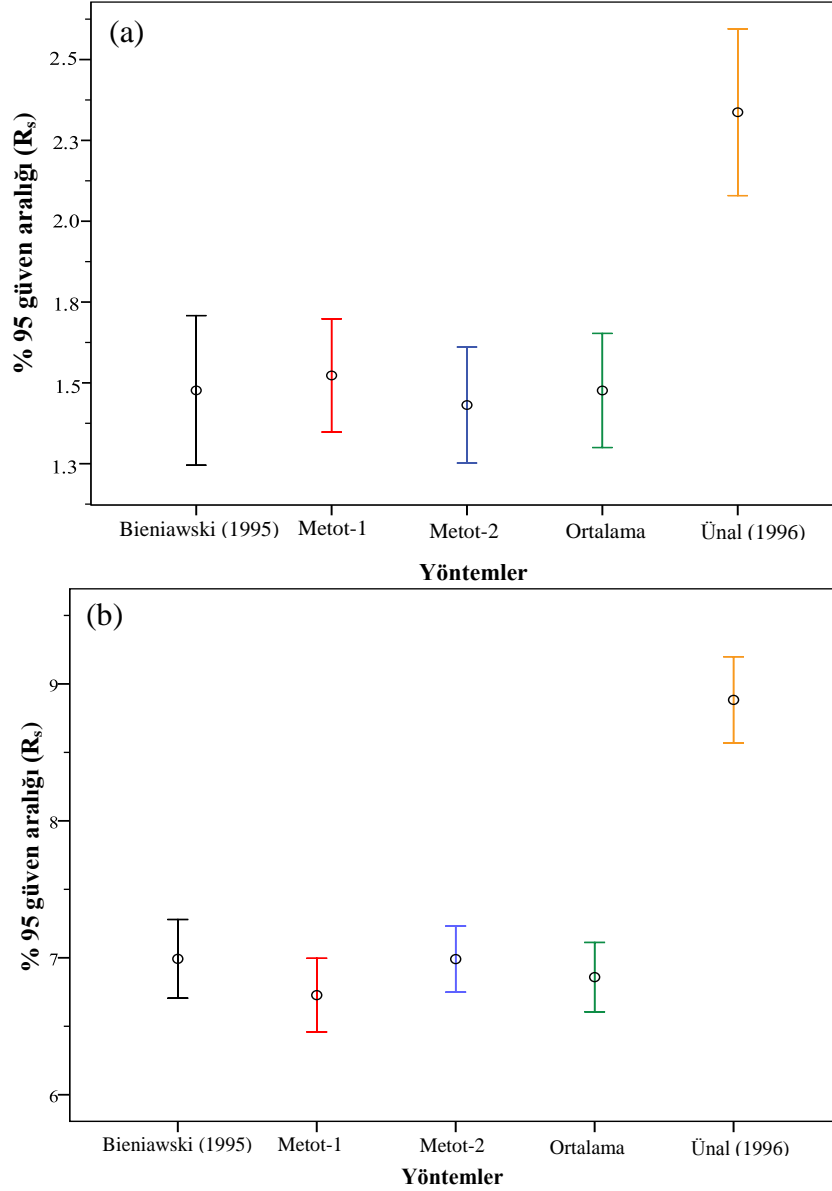 (a)
% 95 güven aralığı (Rs)
2.5
2.3
2.0
1.8
1.5
1.3
Bieniawski (1995) Metot-1 Metot-2 Ortalama Ünal (1996)
Yöntemler
(b)
% 95 güven aralığı (Rs)
9
8
7
6
Bieniawski (1995) Metot-1 Metot-2 Ortalama Ünal (1996)
Yöntemler